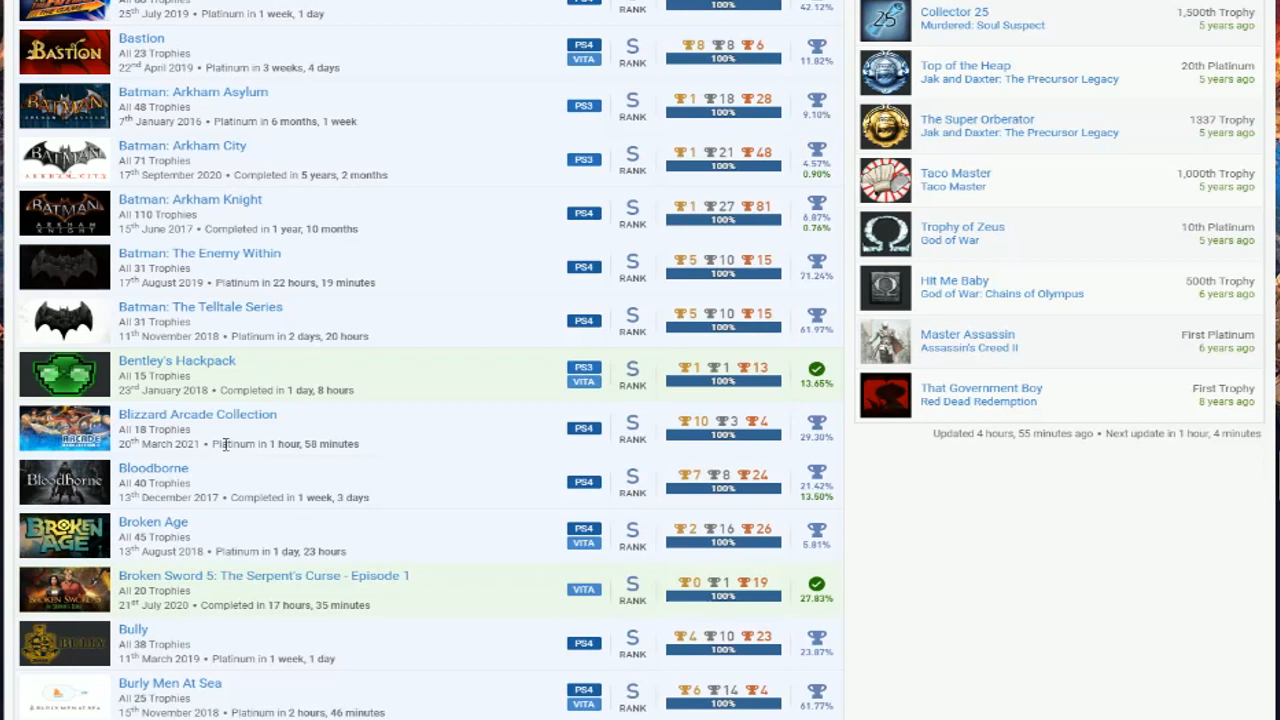 25th July 2019 • Platinum in 1 week, 1 day
42.12%
100%
BASTION
Bastion
All 23 Trophies
22nd April 2019 • Platinum in 3 weeks, 4 days
PS4
VITA
S
RANK
8 8 6
100%
11.82%
Batman: Arkham Asylum
All 48 Trophies
January 2016 • Platinum in 6 months, 1 week
PS3
S
RANK
1 18 28
100%
9.10%
BATMAN
ARKHAM CITY
Batman: Arkham City
All 71 Trophies
September 2020 • Completed in 5 years, 2 months
PS3
S
RANK
1 21 48
100%
4.57%
0.90%
BATMAN
ARKHAM
KNIGHT
Batman: Arkham Knight
All 110 Trophies
15th June 2017 • Completed in 1 year, 10 months
PS4
S
RANK
1 27 81
100%
6.87%
0.76%
Batman: The Enemy Within
All 31 Trophies
August 2019 • Platinum in 22 hours, 19 minutes
PS4
S
RANK
5 10 15
100%
71.24%
Batman: The Telltale Series
All 31 Trophies
November 2018 • Platinum in 2 days, 20 hours
PS4
S
RANK
5 10 15
100%
61.97%
Bentley's Hackpack
All 15 Trophies
23rd January 2018 • Completed in 1 day, 8 hours
PS3
VITA
S
RANK
1 1 13
100%
13.65%
ARCADE
Blizzard Arcade Collection
All 18 Trophies
20th March 2021 • Platinum in 1 hour, 58 minutes
PS4
S
RANK
10 3 4
100%
29.30%
Bloodborne
Bloodborne
All 40 Trophies
13th December 2017 • Completed in 1 week, 3 days
PS4
S
RANK
7 8 24
100%
21.42%
13.50%
BROKEN
AGE
Broken Age
All 45 Trophies
August 2018 • Platinum in 1 day, 23 hours
PS4
VITA
S
RANK
2 16 26
100%
5.81%
BROKEN SWORD 5
Broken Sword 5: The Serpent's Curse - Episode 1
All 20 Trophies
21st July 2020 • Completed in 17 hours, 35 minutes
VITA
S
RANK
0 1 19
100%
27.83%
BULLY
Bully
All 38 Trophies
11th March 2019 • Platinum in 1 week, 1 day
PS4
S
RANK
4 10 23
100%
23.87%
BURLY MEN AT SEA
Burly Men At Sea
All 25 Trophies
15th November 2018 • Platinum in 2 hours, 46 minutes
PS4
VITA
S
RANK
6 14 4
100%
61.77%
25
Collector 25
Murdered: Soul Suspect
1,500th Trophy
5 years ago
Top of the Heap
Jak and Daxter: The Precursor Legacy
20th Platinum
5 years ago
The Super Orberator
Jak and Daxter: The Precursor Legacy
1337 Trophy
5 years ago
Taco Master
Taco Master
1,000th Trophy
5 years ago
Trophy of Zeus
God of War
10th Platinum
5 years ago
Hit Me Baby
God of War: Chains of Olympus
500th Trophy
6 years ago
Master Assassin
Assassin's Creed II
First Platinum
6 years ago
That Government Boy
Red Dead Redemption
First Trophy
8 years ago
Updated 4 hours, 55 minutes ago • Next update in 1 hour, 4 minutes